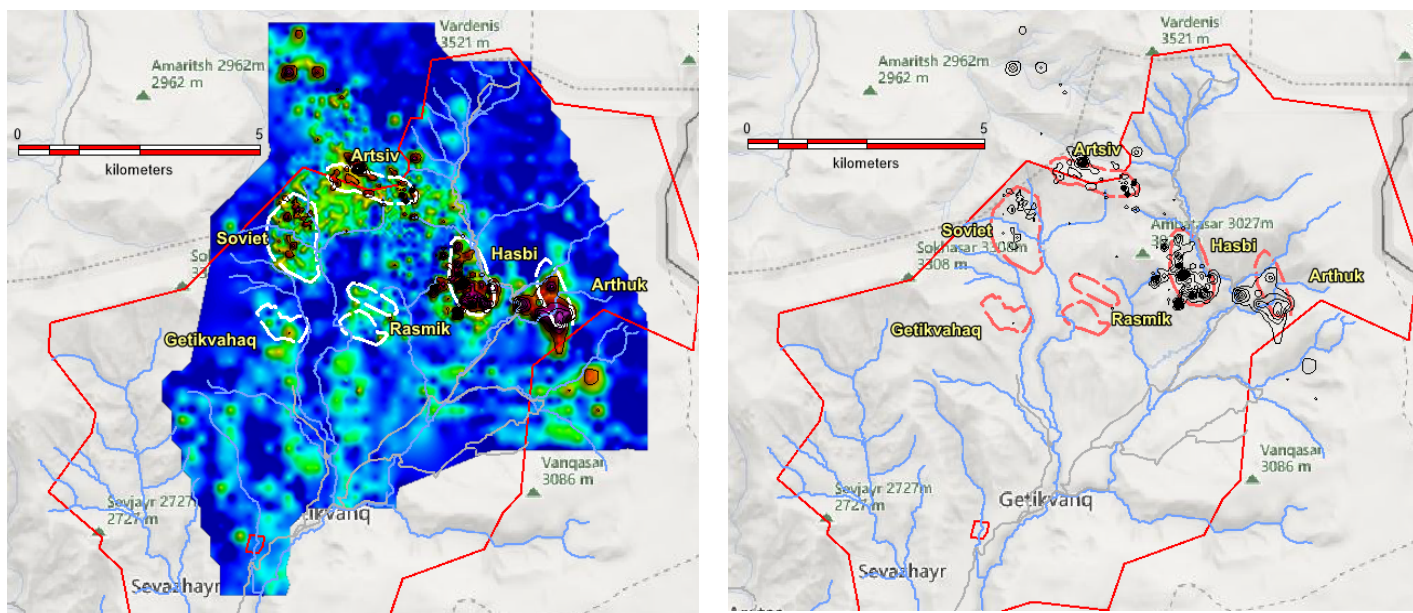 Vardenis
3521 m
Amaritsh 2962m
2962 m
0
5
kilometers
Artsiv
Soviet
Hasbi
Arthuk
Rasmik
Getikvahaq
Vanqasar
3086 m
Sevjayr 2727m
2727 m
Sevazhayr
Vardenis
3521 m
Amaritsh 2962m
2962 m
0
5
kilometers
Artsiv
Soviet
Hasbi
3308 m
Arthuk
Rasmik
Getikvahaq
Vanqasar
3086 m
Getikvanq
Sevjayr 2727m
2727 m
Sevazhayr